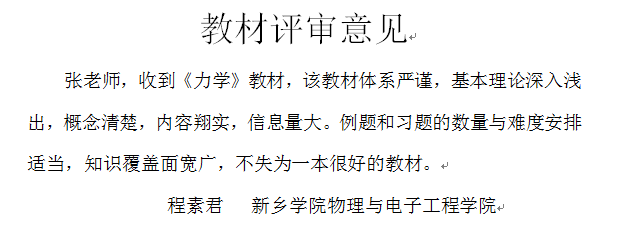 教材评审意见
张老师，收到《力学》教材，该教材体系严谨，基本理论深入浅
出，概念清楚，内容翔实，信息量大。例题和习题的数量与难度安排
适当，知识覆盖面宽广，不失为一本很好的教材。
程素君 新乡学院物理与电子工程学院